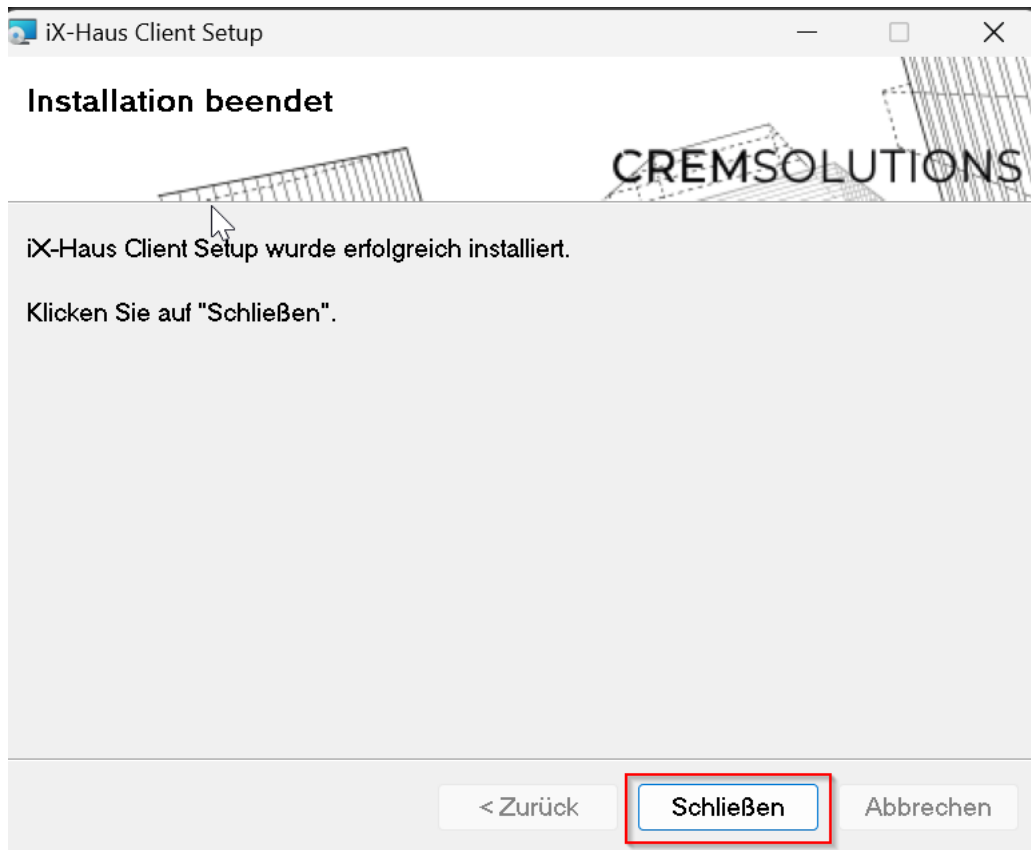 iX-Haus Client Setup
Installation beendet
CREMSOLUTIONS
iX-Haus Client Setup wurde erfolgreich installiert.
Klicken Sie auf "Schließen".
< Zurück
Schließen
Abbrechen